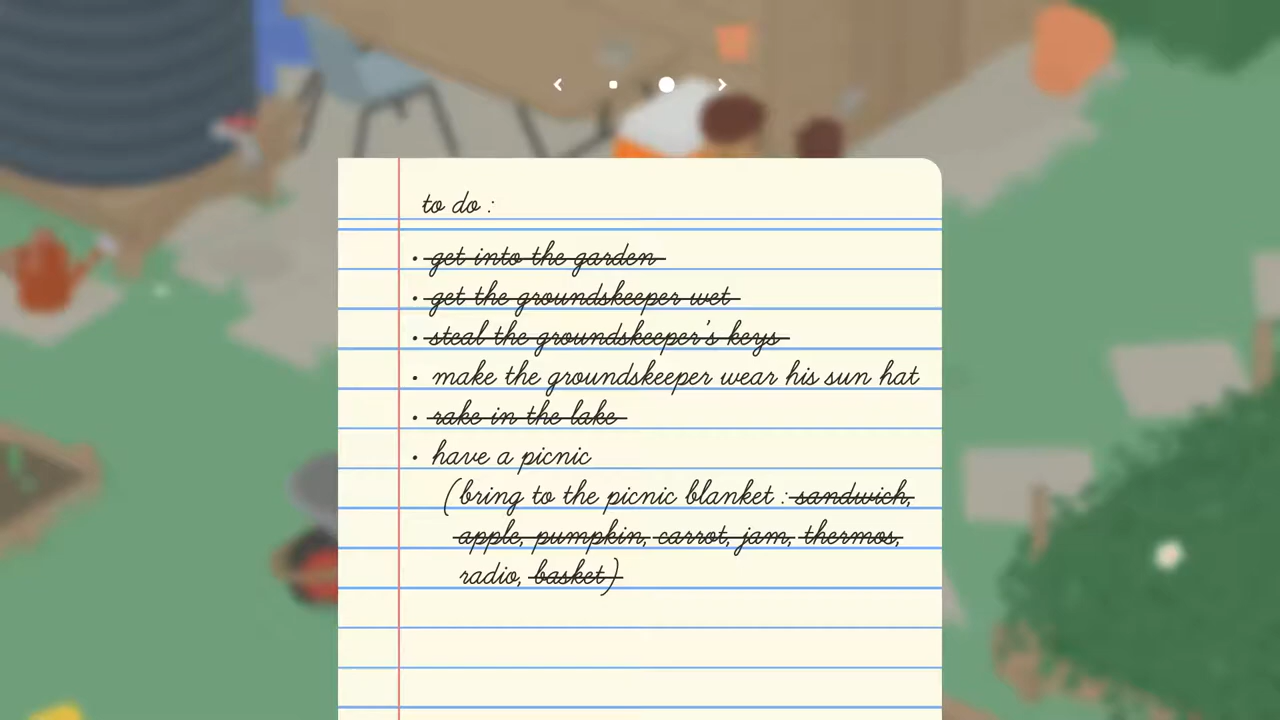 to do :
• get into the garden
• get the groundskeeper wet
• steal the groundskeeper's keys
• make the groundskeeper wear his sun hat
• rake in the lake
• have a picnic
(bring to the picnic blanket : sandwich,
apple, pumpkin, carrot, jam, thermos,
radio, basket)